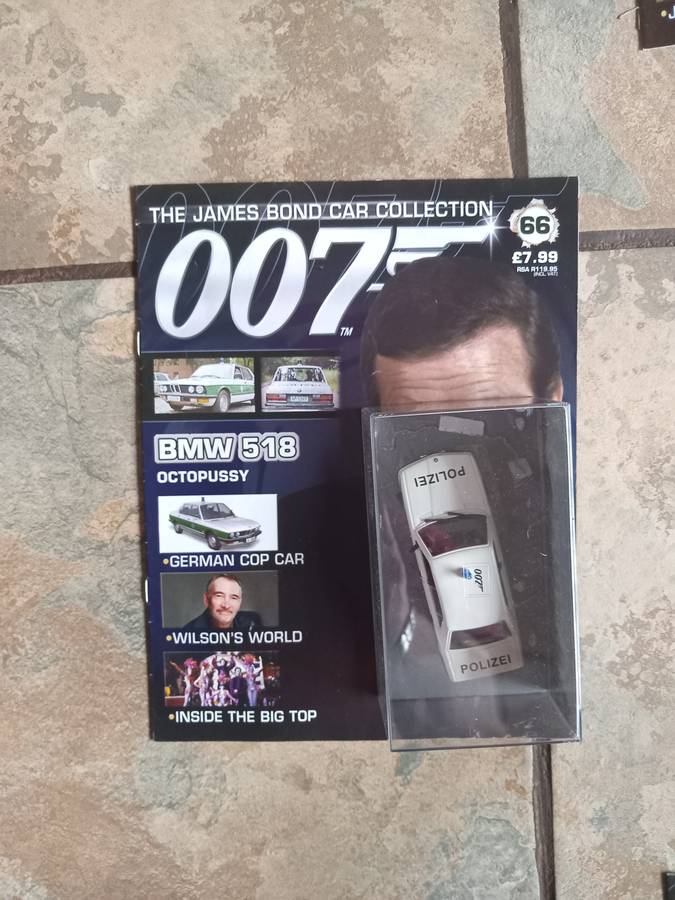 THE JAMES BOND CAR COLLECTION
66
007
TM
£7.99
RSA R119.95
(INCL VAT)
BMW 518
OCTOPUSSY
•GERMAN COP CAR
•WILSON'S WORLD
•INSIDE THE BIG TOP
POLIZEI
007
POLIZEI